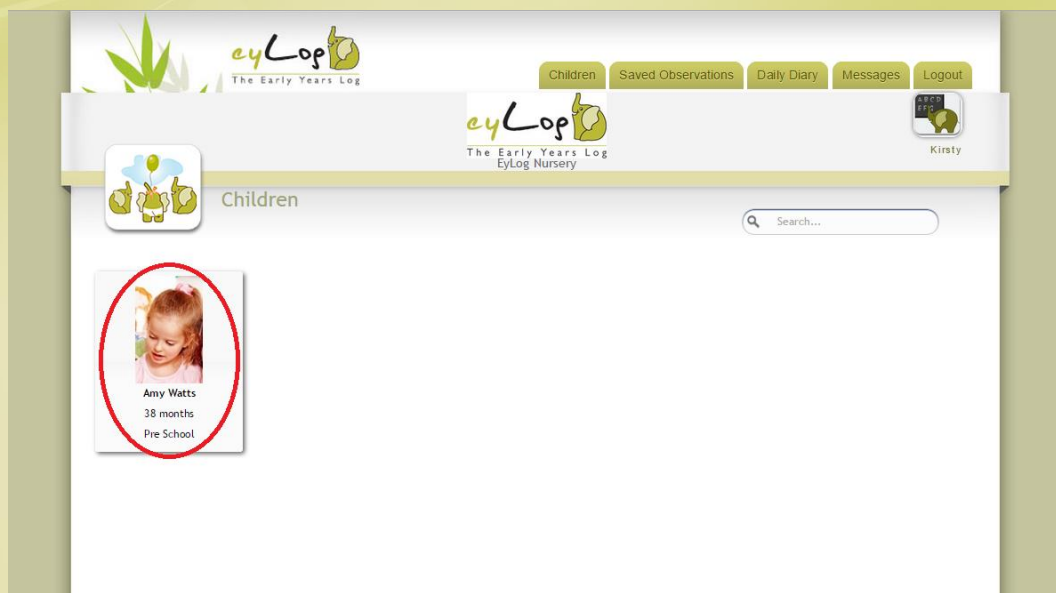 eyLog
The Early Years Log
Children
Saved Observations
Daily Diary
Messages
Logout
eyLog
The Early Years Log
EyLog Nursery
ABCD
Kirsty
Children
Search...
Amy Watts
38 months
Pre School